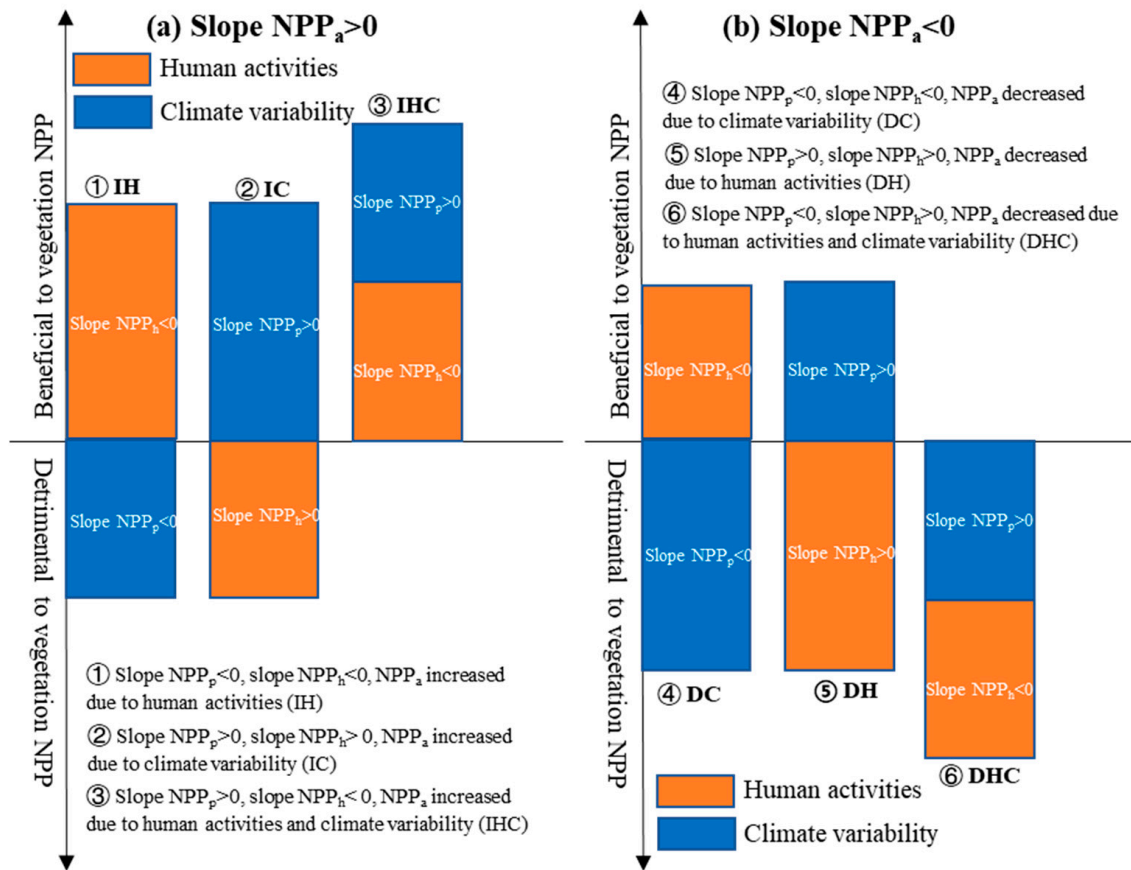 (a) Slope NPPₐ>0
Human activities
Climate variability
Beneficial to vegetation NPP
Detrimental to vegetation NPP
① IH
② IC
③ IHC
Slope NPPₕ<0
Slope NPPₚ>0
Slope NPPₚ>0
Slope NPPₕ<0
Slope NPPₚ<0
Slope NPPₕ>0
① Slope NPPₚ<0, slope NPPₕ<0, NPPₐ increased
due to human activities (IH)
② Slope NPPₚ>0, slope NPPₕ> 0, NPPₐ increased
due to climate variability (IC)
③ Slope NPPₚ>0, slope NPPₕ< 0, NPPₐ increased
due to human activities and climate variability (IHC)
(b) Slope NPPₐ<0
④ Slope NPPₚ<0, slope NPPₕ<0, NPPₐ decreased
due to climate variability (DC)
⑤ Slope NPPₚ>0, slope NPPₕ>0, NPPₐ decreased
due to human activities (DH)
⑥ Slope NPPₚ<0, slope NPPₕ>0, NPPₐ decreased due
to human activities and climate variability (DHC)
Beneficial to vegetation NPP
Detrimental to vegetation NPP
Slope NPPₕ<0
Slope NPPₚ>0
Slope NPPₚ<0
Slope NPPₕ>0
Slope NPPₚ>0
Slope NPPₕ<0
④ DC
⑤ DH
⑥ DHC
Human activities
Climate variability